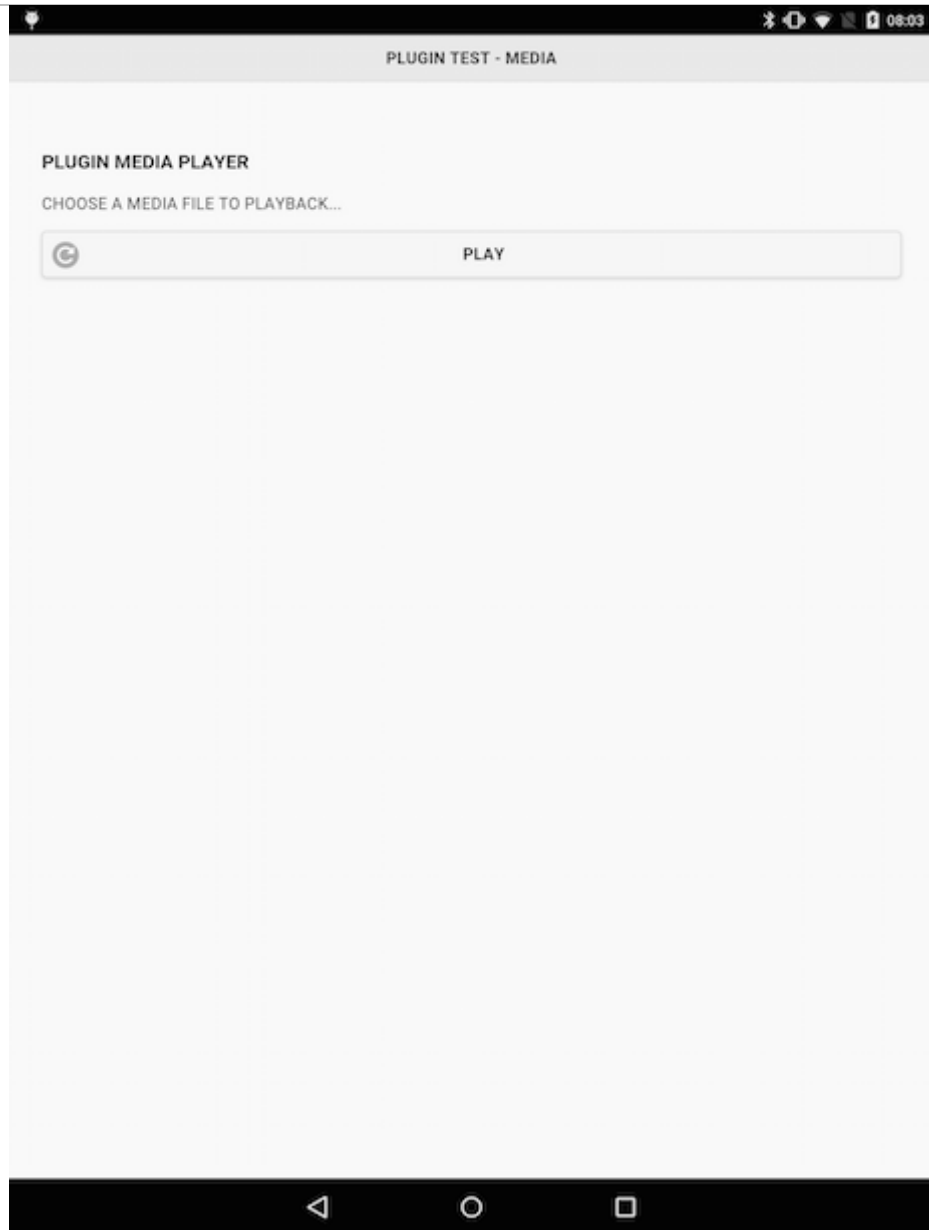 08:03
PLUGIN TEST - MEDIA
PLUGIN MEDIA PLAYER
CHOOSE A MEDIA FILE TO PLAYBACK...
PLAY